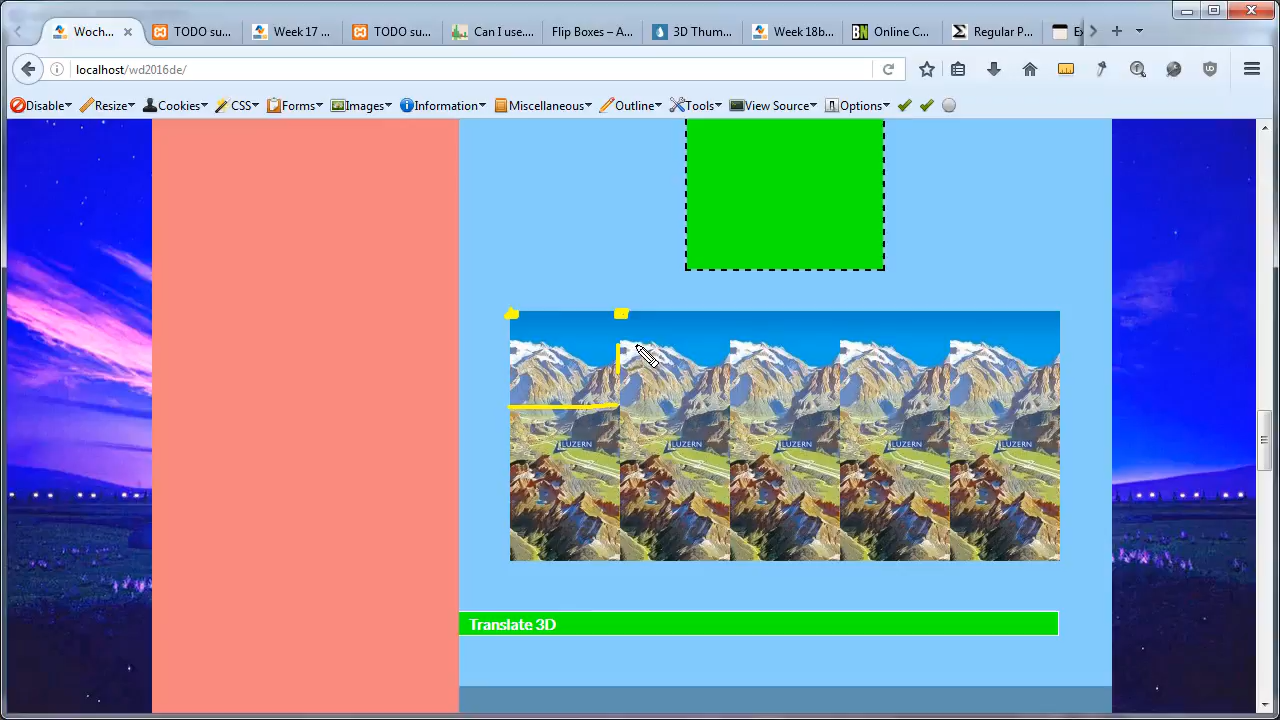 Woch...
TODO su...
Week 17 ...
TODO su...
Can I use....
Flip Boxes – A...
3D Thum...
Week 18b...
BN Online C...
Σ Regular P...
Ex
localhost/wd2016de/
Disable Resize Cookies CSS Forms Images Information Miscellaneous Outline Tools View Source Options
LUZERN LUZERN LUZERN LUZERN LUZERN
Translate 3D